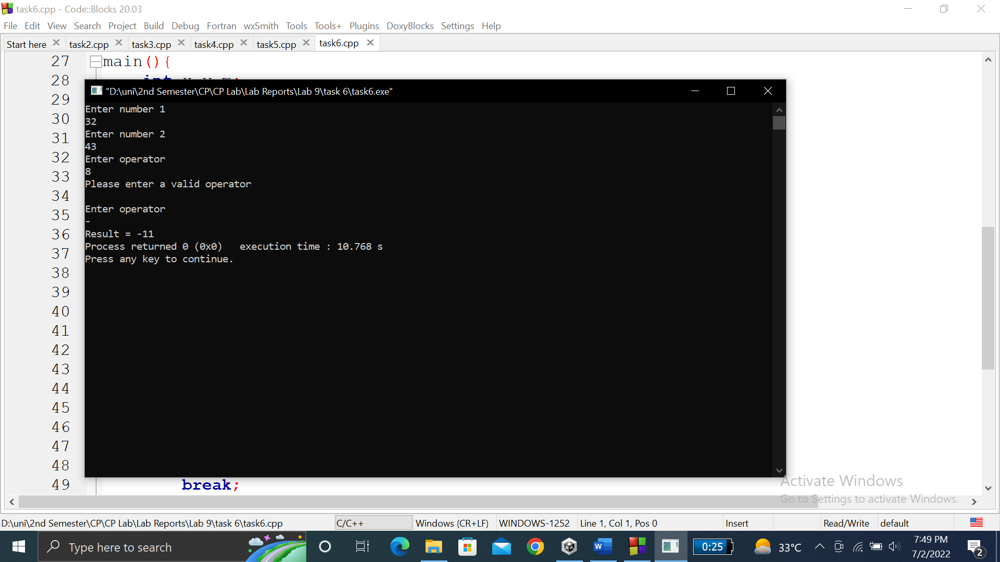 task6.cpp - Code::Blocks 20.03
File Edit View Search Project Build Debug Fortran wxSmith Tools Tools+ Plugins DoxyBlocks Settings Help
Start here task2.cpp task3.cpp task4.cpp task5.cpp task6.cpp
27 main(){
28
"D:\uni\2nd Semester\CP\CP Lab\Lab Reports\Lab 9\task 6\task6.exe"
29
30
31
32
33
34
35
36
37
38
39
40
41
42
43
44
45
46
47
48
49 break;
Enter number 1
32
Enter number 2
43
Enter operator
8
Please enter a valid operator
Enter operator
-
Result = -11
Process returned 0 (0x0)   execution time : 10.768 s
Press any key to continue.
Activate Windows
Go to Settings to activate Windows.
D:\uni\2nd Semester\CP\CP Lab\Lab Reports\Lab 9\task 6\task6.cpp C/C++ Windows (CR+LF) WINDOWS-1252 Line 1, Col 1, Pos 0 Insert Read/Write default
Type here to search 0:25 33°C 7:49 PM
7/2/2022 2